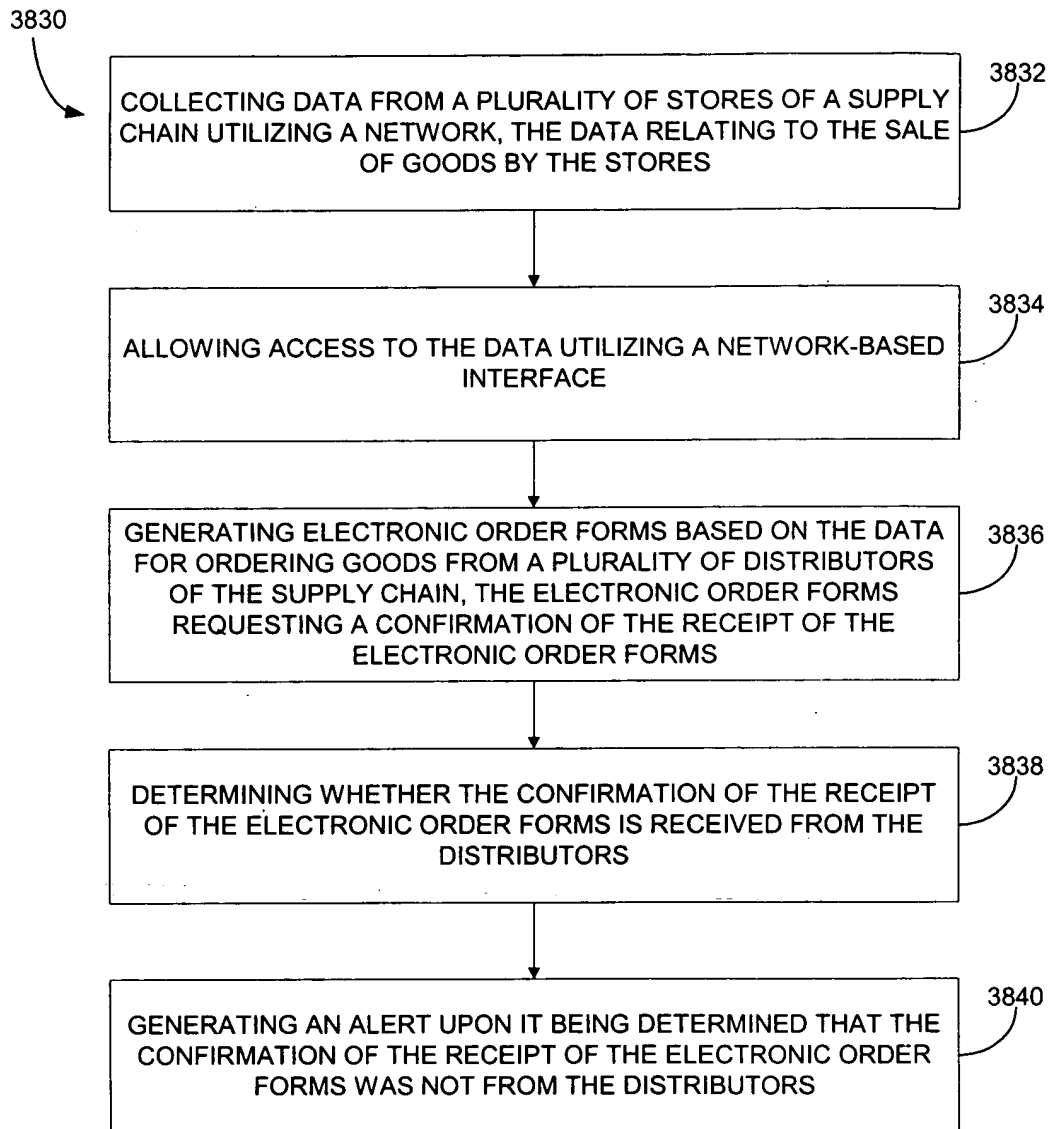 3830
3832
COLLECTING DATA FROM A PLURALITY OF STORES OF A SUPPLY
CHAIN UTILIZING A NETWORK, THE DATA RELATING TO THE SALE
OF GOODS BY THE STORES
3834
ALLOWING ACCESS TO THE DATA UTILIZING A NETWORK-BASED
INTERFACE
3836
GENERATING ELECTRONIC ORDER FORMS BASED ON THE DATA
FOR ORDERING GOODS FROM A PLURALITY OF DISTRIBUTORS
OF THE SUPPLY CHAIN, THE ELECTRONIC ORDER FORMS
REQUESTING A CONFIRMATION OF THE RECEIPT OF THE
ELECTRONIC ORDER FORMS
3838
DETERMINING WHETHER THE CONFIRMATION OF THE RECEIPT
OF THE ELECTRONIC ORDER FORMS IS RECEIVED FROM THE
DISTRIBUTORS
3840
GENERATING AN ALERT UPON IT BEING DETERMINED THAT THE
CONFIRMATION OF THE RECEIPT OF THE ELECTRONIC ORDER
FORMS WAS NOT FROM THE DISTRIBUTORS